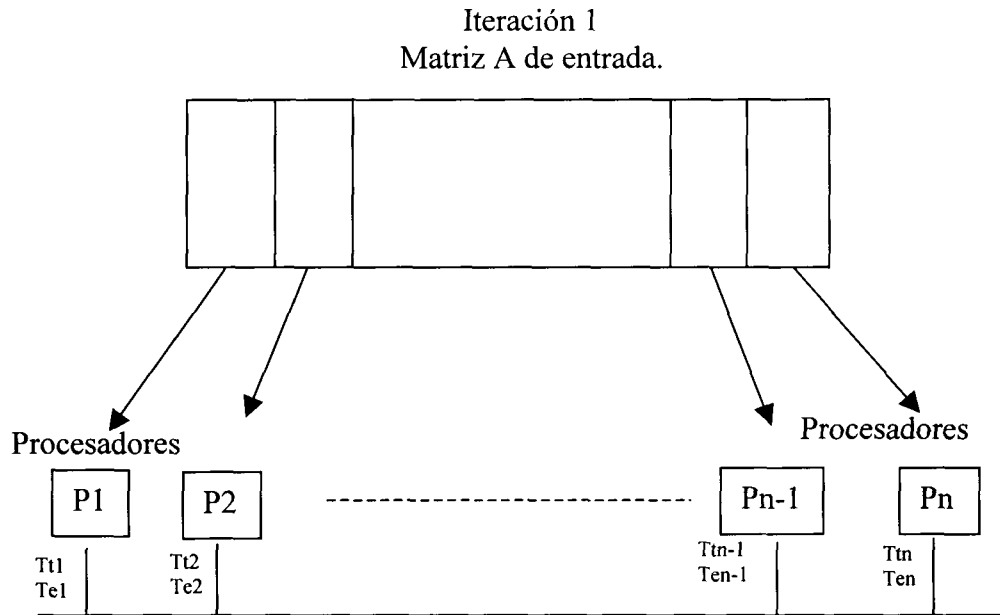 Iteración 1
Matriz A de entrada.
Procesadores
Procesadores
P1
P2
Pn-1
Pn
Tt1
Te1
Tt2
Te2
Ttn-1
Ten-1
Ttn
Ten